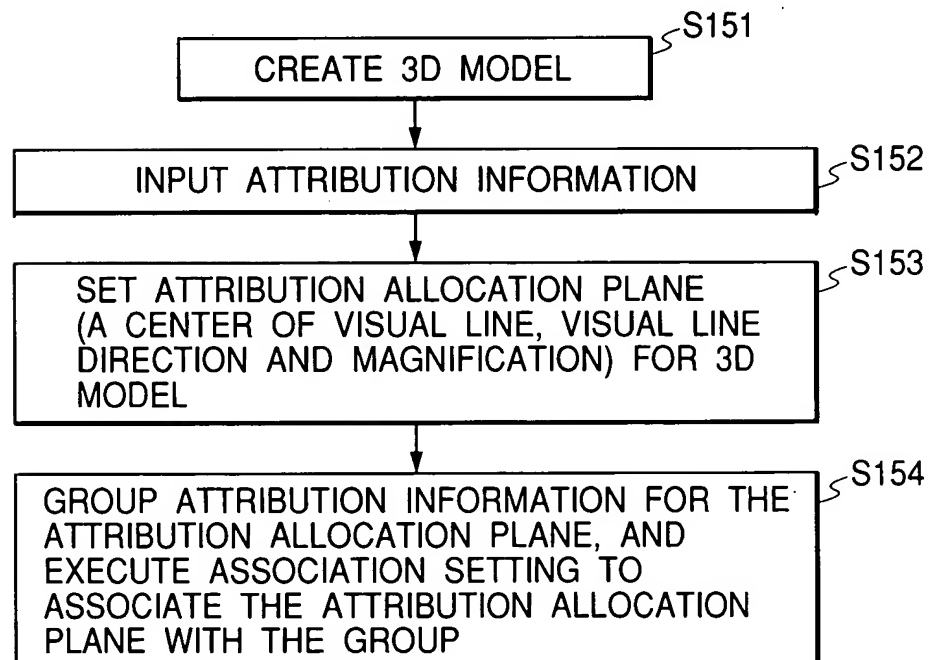 S151
CREATE 3D MODEL
S152
INPUT ATTRIBUTION INFORMATION
S153
SET ATTRIBUTION ALLOCATION PLANE
(A CENTER OF VISUAL LINE, VISUAL LINE
DIRECTION AND MAGNIFICATION) FOR 3D
MODEL
S154
GROUP ATTRIBUTION INFORMATION FOR THE
ATTRIBUTION ALLOCATION PLANE, AND
EXECUTE ASSOCIATION SETTING TO
ASSOCIATE THE ATTRIBUTION ALLOCATION
PLANE WITH THE GROUP